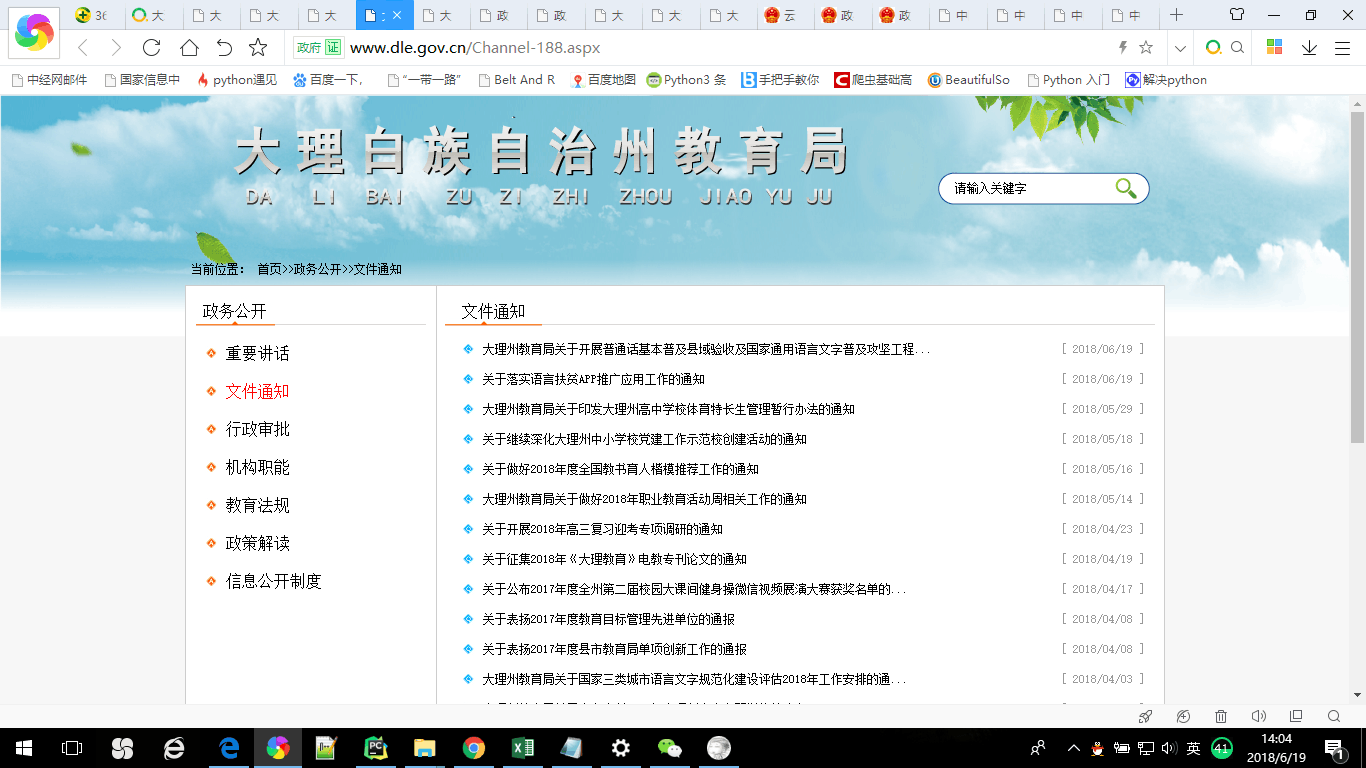 36
大
大
大
大
大
政
政
大
大
大
云
政
政
中
中
中
中
政府 证 www.dle.gov.cn/Channel-188.aspx
中经网邮件 国家信息中 python遇见 百度一下, "一带一路" Belt And R 百度地图 Python3 条 手把手教你 爬虫基础高 BeautifulSo Python 入门 解决python
大理白族自治州教育局
DA LI BAI ZU ZI ZHI ZHOU JIAO YU JU
请输入关键字
当前位置： 首页>>政务公开>>文件通知
政务公开
重要讲话
文件通知
行政审批
机构职能
教育法规
政策解读
信息公开制度
文件通知
大理州教育局关于开展普通话基本普及县域验收及国家通用语言文字普及攻坚工程... [ 2018/06/19 ]
关于落实语言扶贫APP推广应用工作的通知 [ 2018/06/19 ]
大理州教育局关于印发大理州高中学校体育特长生管理暂行办法的通知 [ 2018/05/29 ]
关于继续深化大理州中小学校党建工作示范校创建活动的通知 [ 2018/05/18 ]
关于做好2018年度全国教书育人楷模推荐工作的通知 [ 2018/05/16 ]
大理州教育局关于做好2018年职业教育活动周相关工作的通知 [ 2018/05/14 ]
关于开展2018年高三复习迎考专项调研的通知 [ 2018/04/23 ]
关于征集2018年《大理教育》电教专刊论文的通知 [ 2018/04/19 ]
关于公布2017年度全州第二届校园大课间健身操微信视频展演大赛获奖名单的... [ 2018/04/17 ]
关于表扬2017年度教育目标管理先进单位的通报 [ 2018/04/08 ]
关于表扬2017年度县市教育局单项创新工作的通报 [ 2018/04/08 ]
大理州教育局关于国家三类城市语言文字规范化建设评估2018年工作安排的通... [ 2018/04/03 ]
英 41 14:04
2018/6/19
1